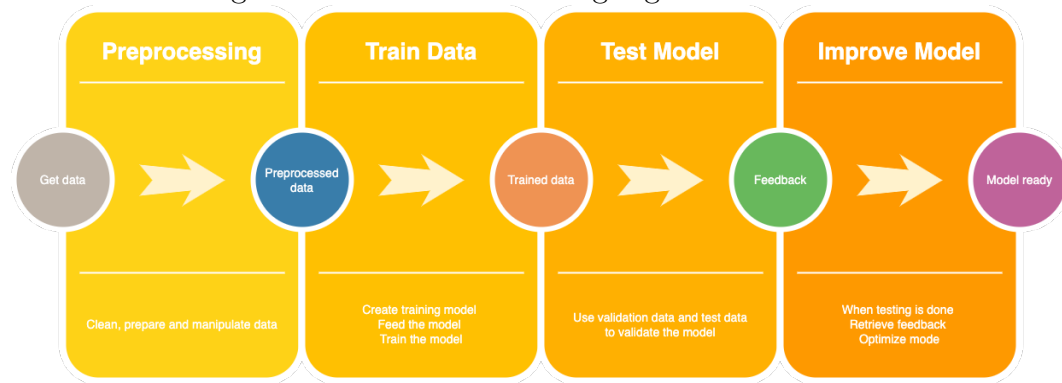 Preprocessing
Train Data
Test Model
Improve Model
Get data
Preprocessed
data
Trained data
Feedback
Model ready
Clean, prepare and manipulate data
Create training model
Feed the model
Train the model
Use validation data and test data
to validate the model
When testing is done
Retrieve feedback
Optimize mode